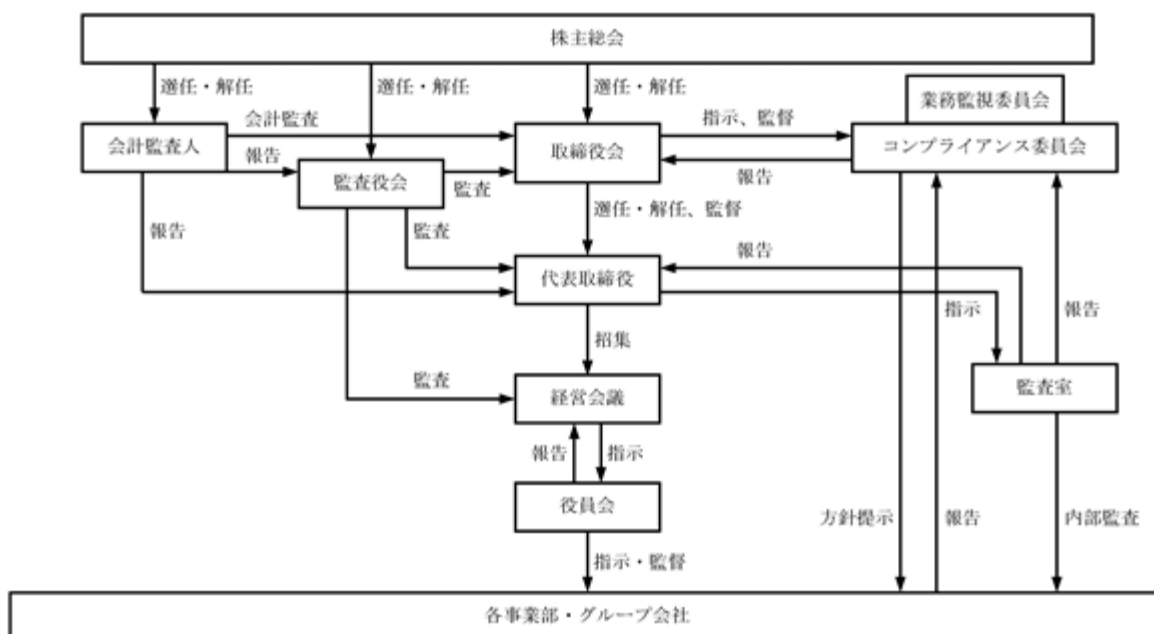 株主総会
選任・解任
選任・解任
選任・解任
業務監視委員会
会計監査
指示、監督
会計監査人
取締役会
コンプライアンス委員会
報告
監査役会
監査
報告
報告
監査
選任・解任、監督
報告
代表取締役
指示
報告
招集
監査
経営会議
監査室
報告
指示
役員会
方針提示
報告
内部監査
指示・監督
各事業部・グループ会社